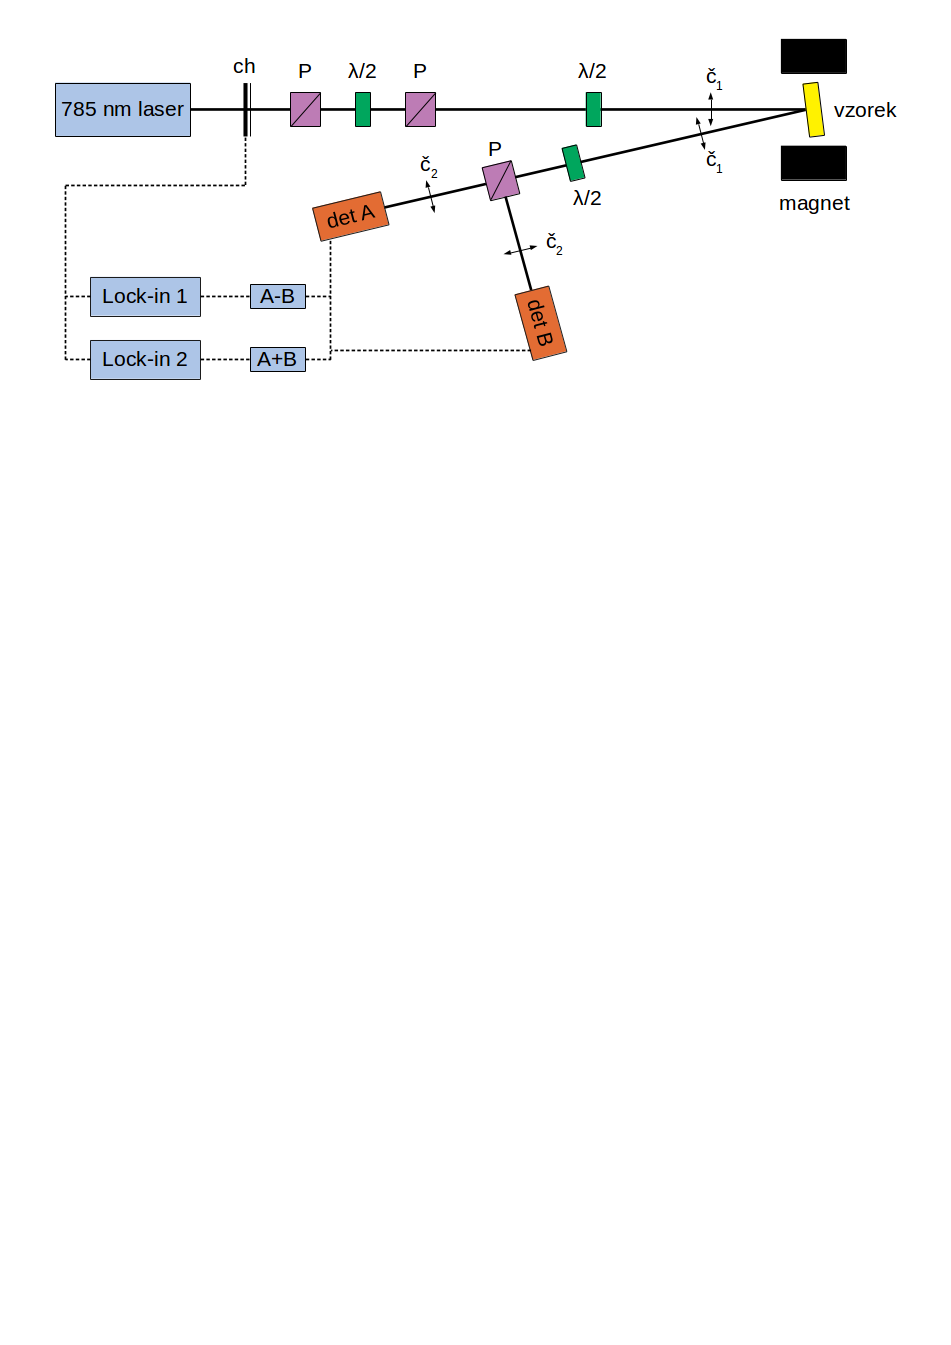 ch
P
λ/2
P
λ/2
č1
785 nm laser
vzorek
č1
P
č2
λ/2
magnet
det A
č2
det B
Lock-in 1
A-B
Lock-in 2
A+B